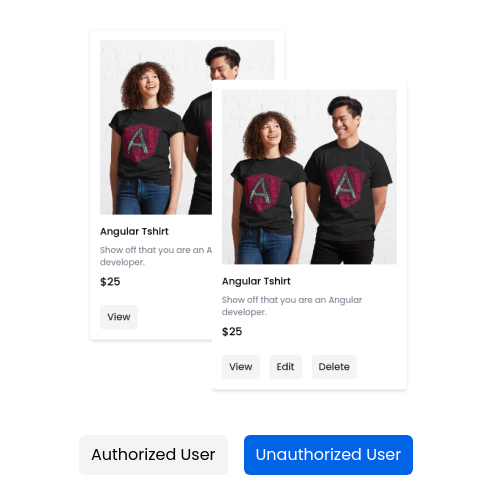 Angular Tshirt
Show off that you are an A
developer.
$25
View
Angular Tshirt
Show off that you are an Angular
developer.
$25
View Edit Delete
Authorized User Unauthorized User